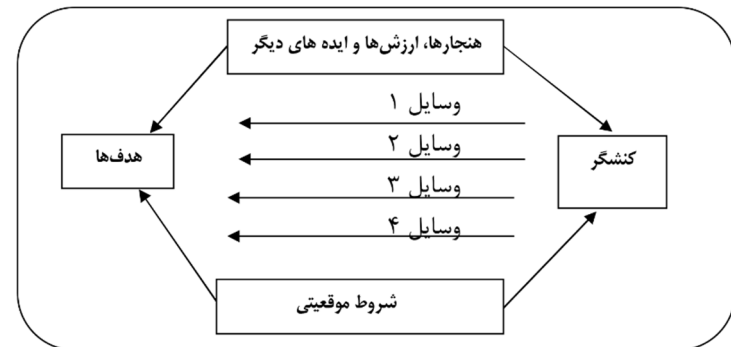 هنجارها، ارزش‌ها و ایده های دیگر
وسایل ۱
وسایل ۲
وسایل ۳
وسایل ۴
کنشگر
هدف‌ها
شروط موقعیتی